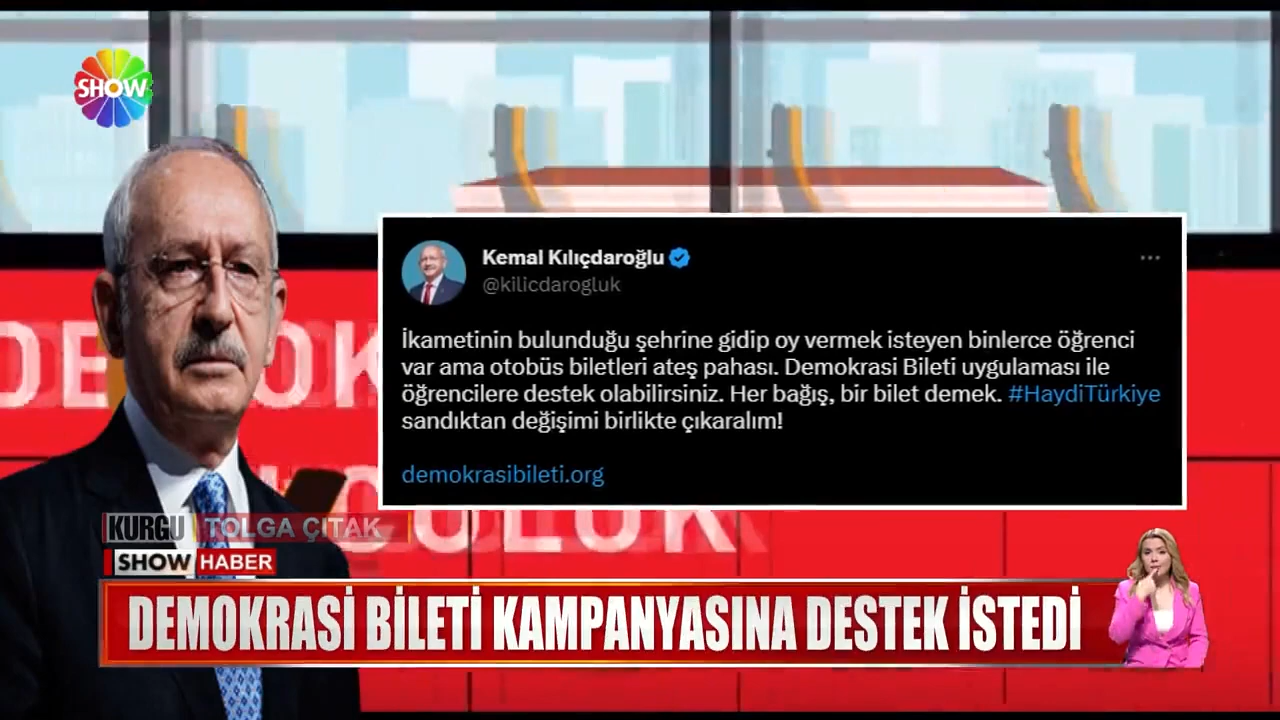 SHOW
Kemal Kılıçdaroğlu
@kilicdarogluk
İkametinin bulunduğu şehrine gidip oy vermek isteyen binlerce öğrenci
var ama otobüs biletleri ateş pahası. Demokrasi Bileti uygulaması ile
öğrencilere destek olabilirsiniz. Her bağış, bir bilet demek. #HaydiTürkiye
sandıktan değişimi birlikte çıkaralım!
demokrasibileti.org
KURGU TOLGA ÇITAK
SHOW HABER
DEMOKRASİ BİLETİ KAMPANYASINA DESTEK İSTEDİ